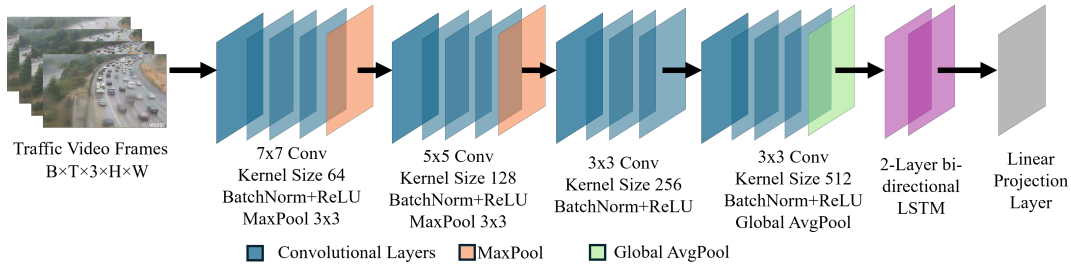 Traffic Video Frames
B×T×3×H×W
7x7 Conv
Kernel Size 64
BatchNorm+ReLU
MaxPool 3x3
5x5 Conv
Kernel Size 128
BatchNorm+ReLU
MaxPool 3x3
3x3 Conv
Kernel Size 256
BatchNorm+ReLU
3x3 Conv
Kernel Size 512
BatchNorm+ReLU
Global AvgPool
2-Layer bi-
directional
LSTM
Linear
Projection
Layer
Convolutional Layers
MaxPool
Global AvgPool